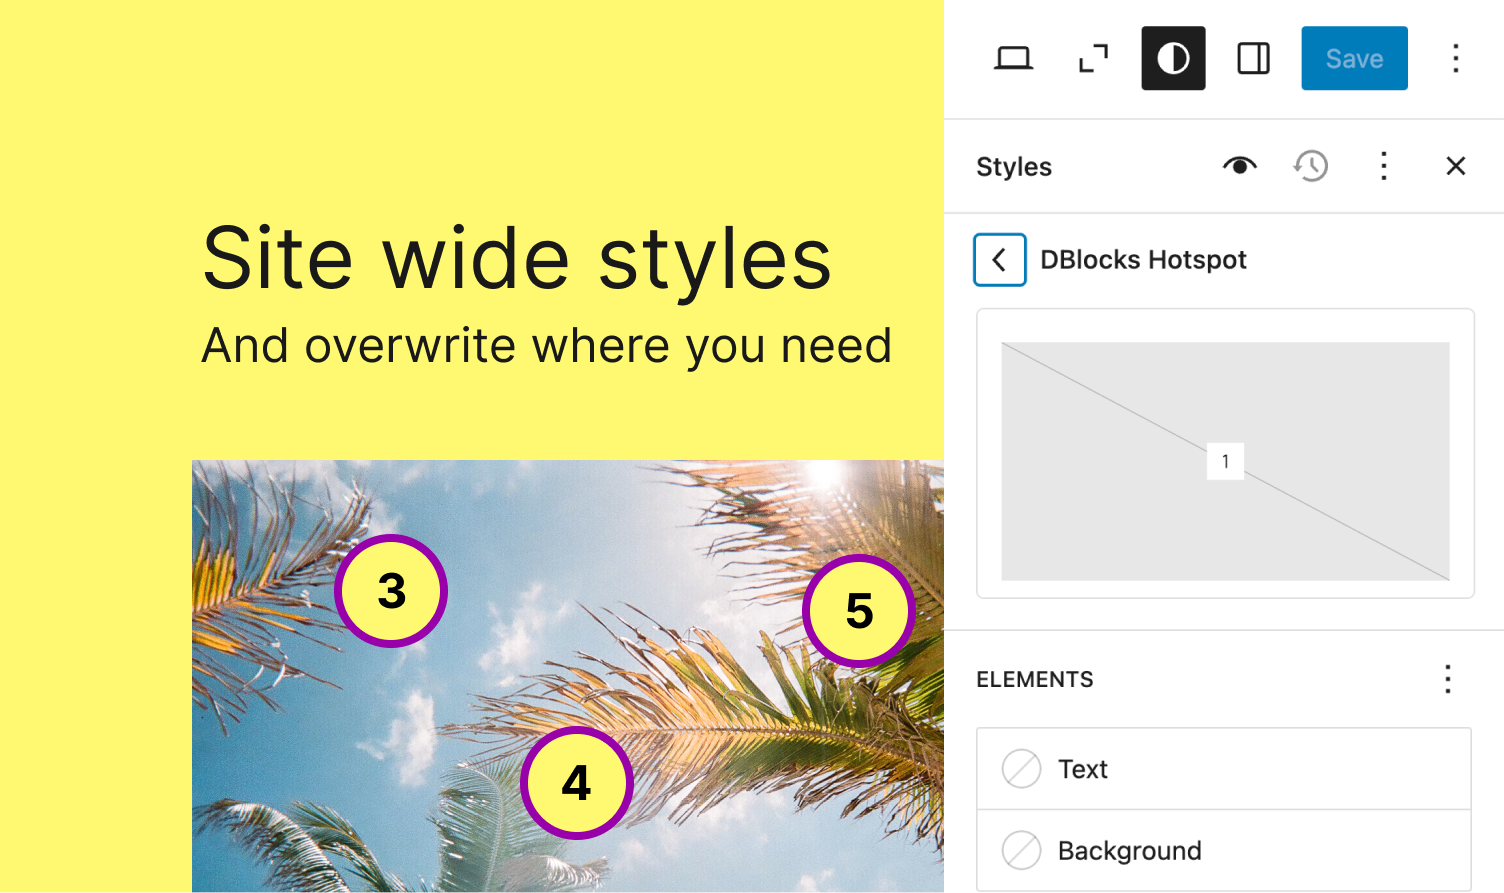 Site wide styles
And overwrite where you need
3
5
4
Save
Styles
DBlocks Hotspot
1
ELEMENTS
Text
Background